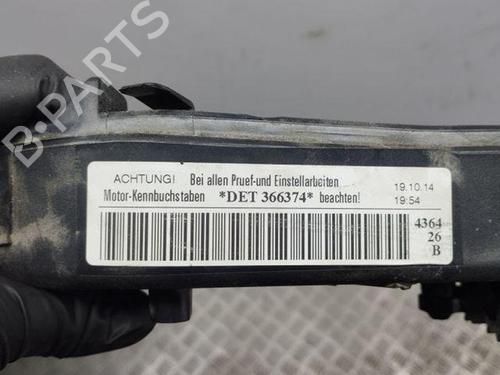 B-PARTS
ACHTUNG! Bei allen Pruef-und Einstellarbeiten 19.10.14
Motor-Kennbuchstaben *DET 366374* beachten! 19:54
4364
26
B